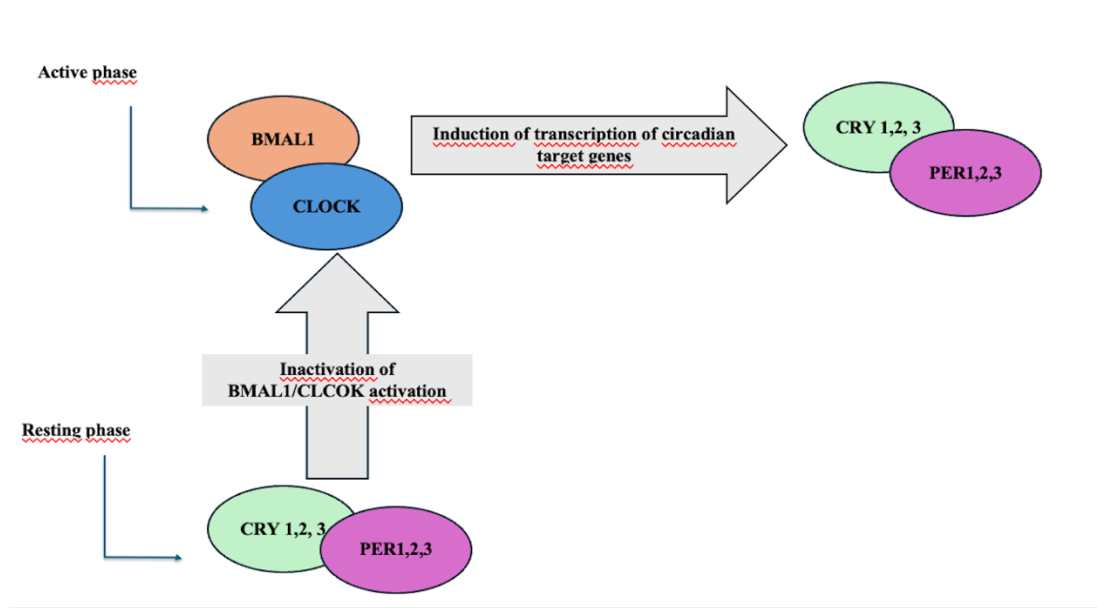 Active phase
BMAL1
CLOCK
Induction of transcription of circadian
target genes
CRY 1,2, 3
PER1,2,3
Inactivation of
BMAL1/CLCOK activation
Resting phase
CRY 1,2, 3
PER1,2,3